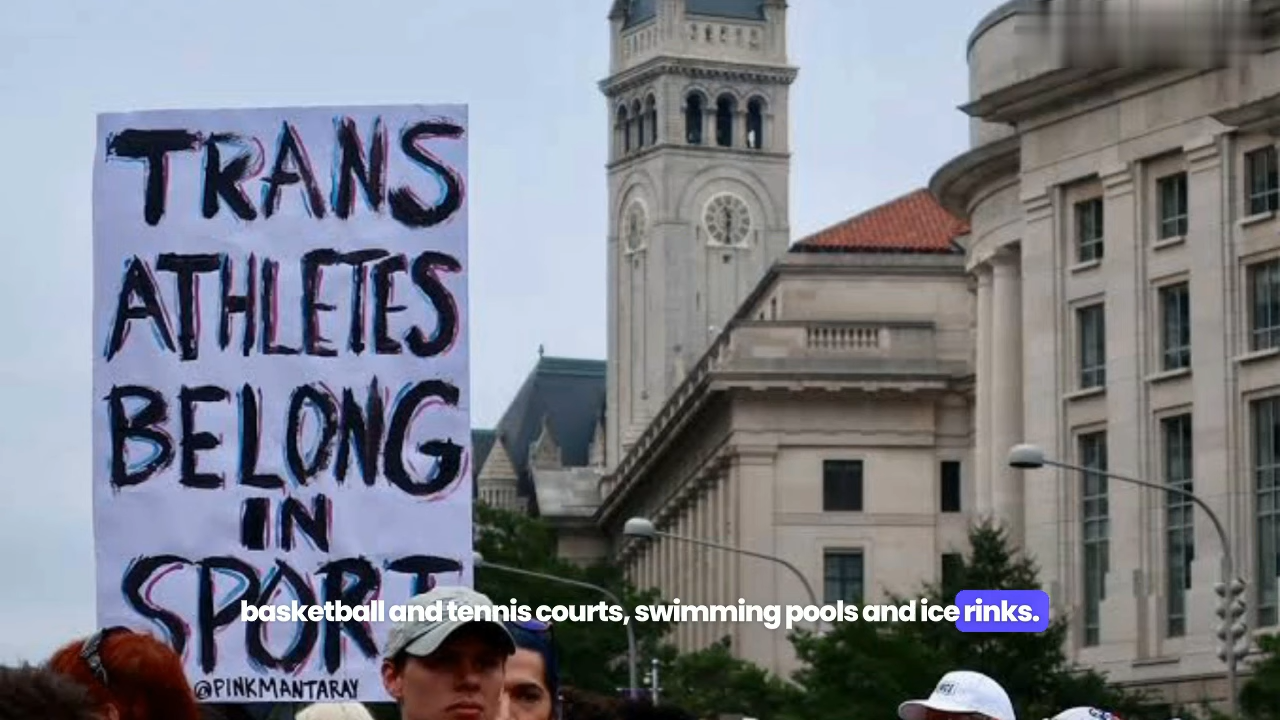 TRANS
ATHLETES
BELONG
IN
SPORT
basketball and tennis courts, swimming pools and ice rinks.
@PINKMANTARAY